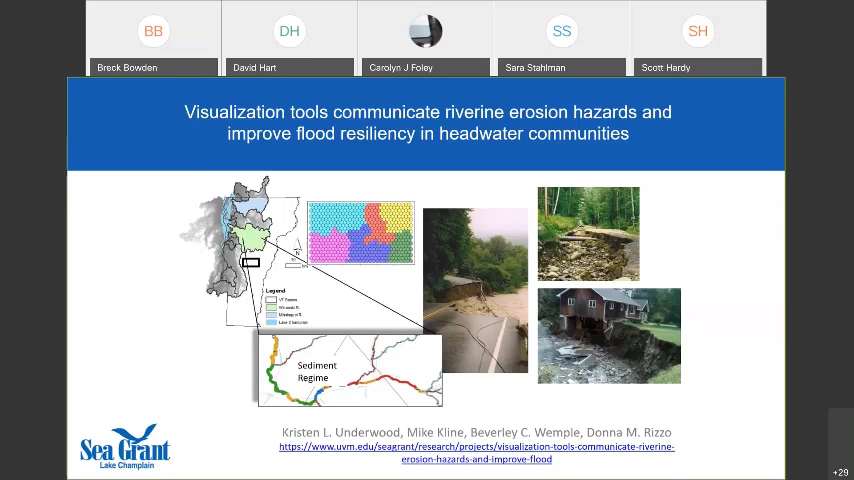 BB
DH
SS
SH
Breck Bowden
David Hart
Carolyn J Foley
Sara Stahlman
Scott Hardy
Visualization tools communicate riverine erosion hazards and
improve flood resiliency in headwater communities
N
Legend
Lake Champlain
Sediment
Regime
Sea Grant
Lake Champlain
Kristen L. Underwood, Mike Kline, Beverley C. Wemple, Donna M. Rizzo
https://www.uvm.edu/seagrant/research/projects/visualization-tools-communicate-riverine-
erosion-hazards-and-improve-flood
+29